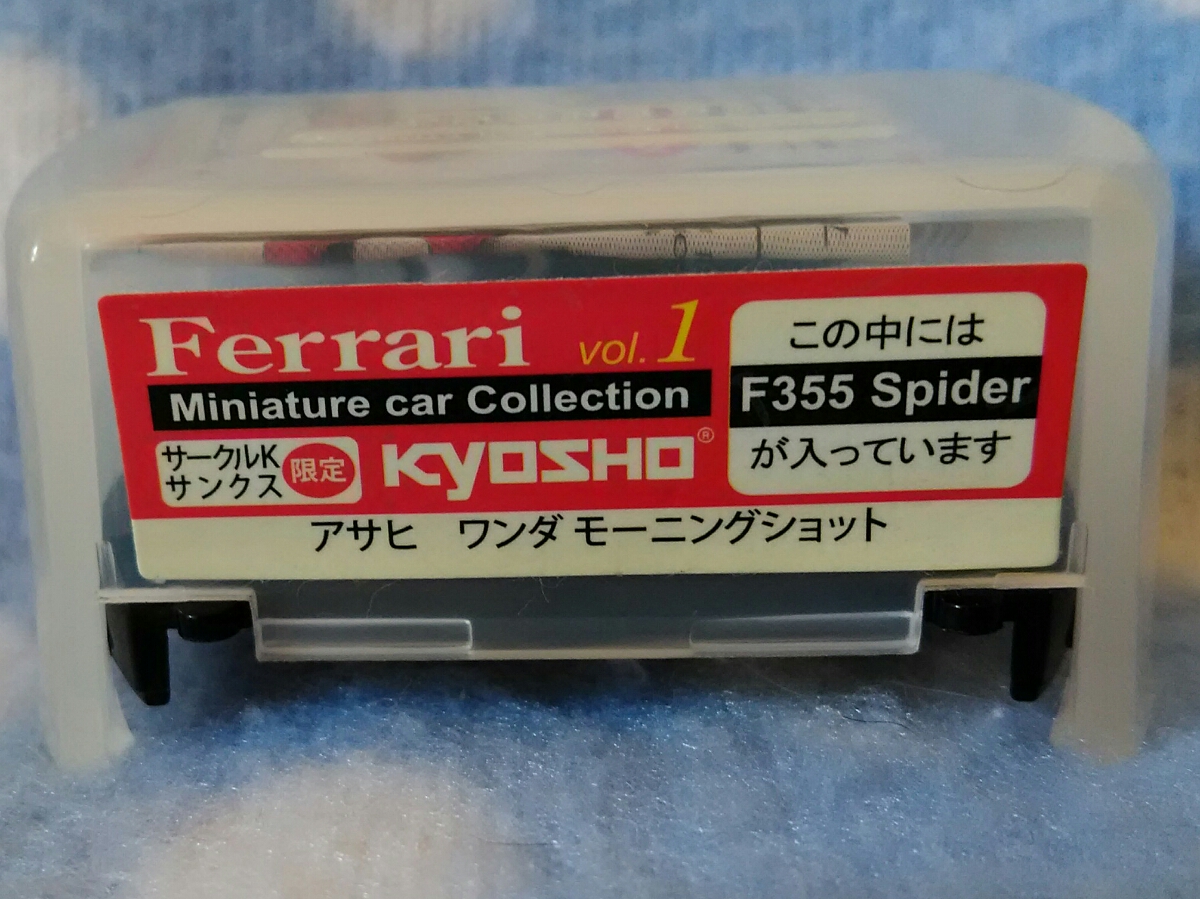 Ferrari vol. 1
Miniature car Collection
サークルK
サンクス
限定
KYOSHO®
この中には
F355 Spider
が入っています
アサヒ ワンダ モーニングショット